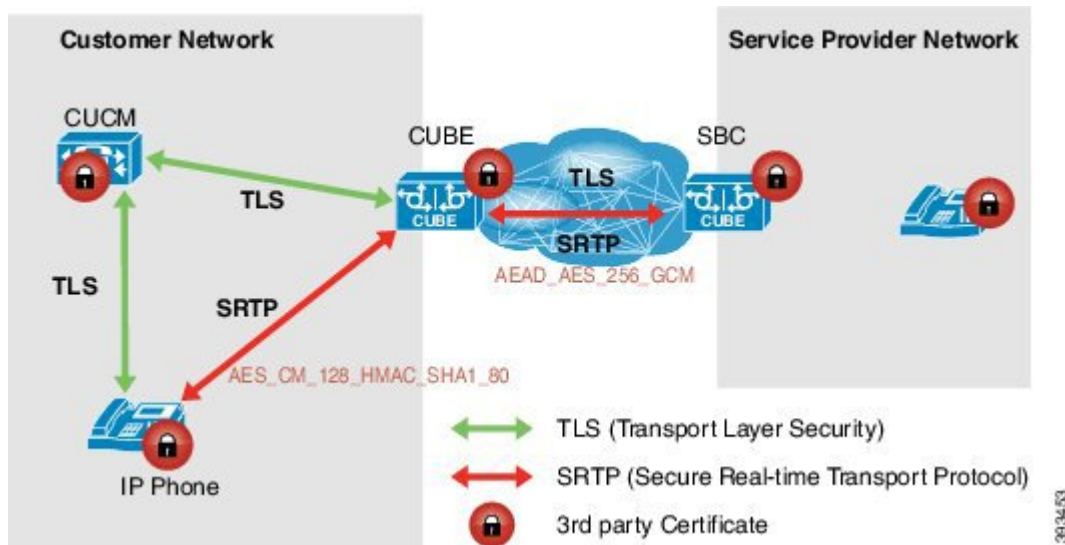 Customer Network
Service Provider Network
CUCM
CUBE
SBC
TLS
TLS
CUBE
CUBE
SRTP
AEAD_AES_256_GCM
TLS
SRTP
AES_CM_128_HMAC_SHA1_80
IP Phone
TLS (Transport Layer Security)
SRTP (Secure Real-time Transport Protocol)
3rd party Certificate
393453